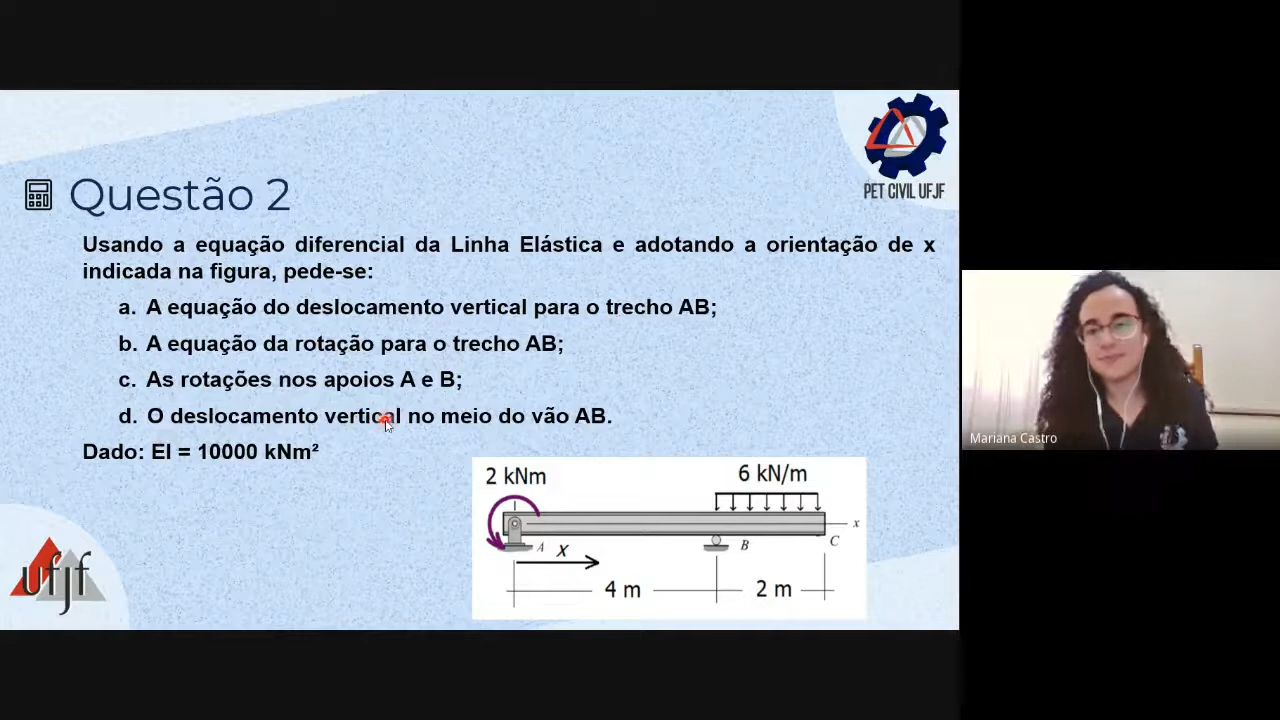 PET CIVIL UFJF
Questão 2
Usando a equação diferencial da Linha Elástica e adotando a orientação de x
indicada na figura, pede-se:
a. A equação do deslocamento vertical para o trecho AB;
b. A equação da rotação para o trecho AB;
c. As rotações nos apoios A e B;
d. O deslocamento vertical no meio do vão AB.
Dado: EI = 10000 kNm²
2 kNm
6 kN/m
x
A
X
B
C
4 m
2 m
ufjf
Mariana Castro